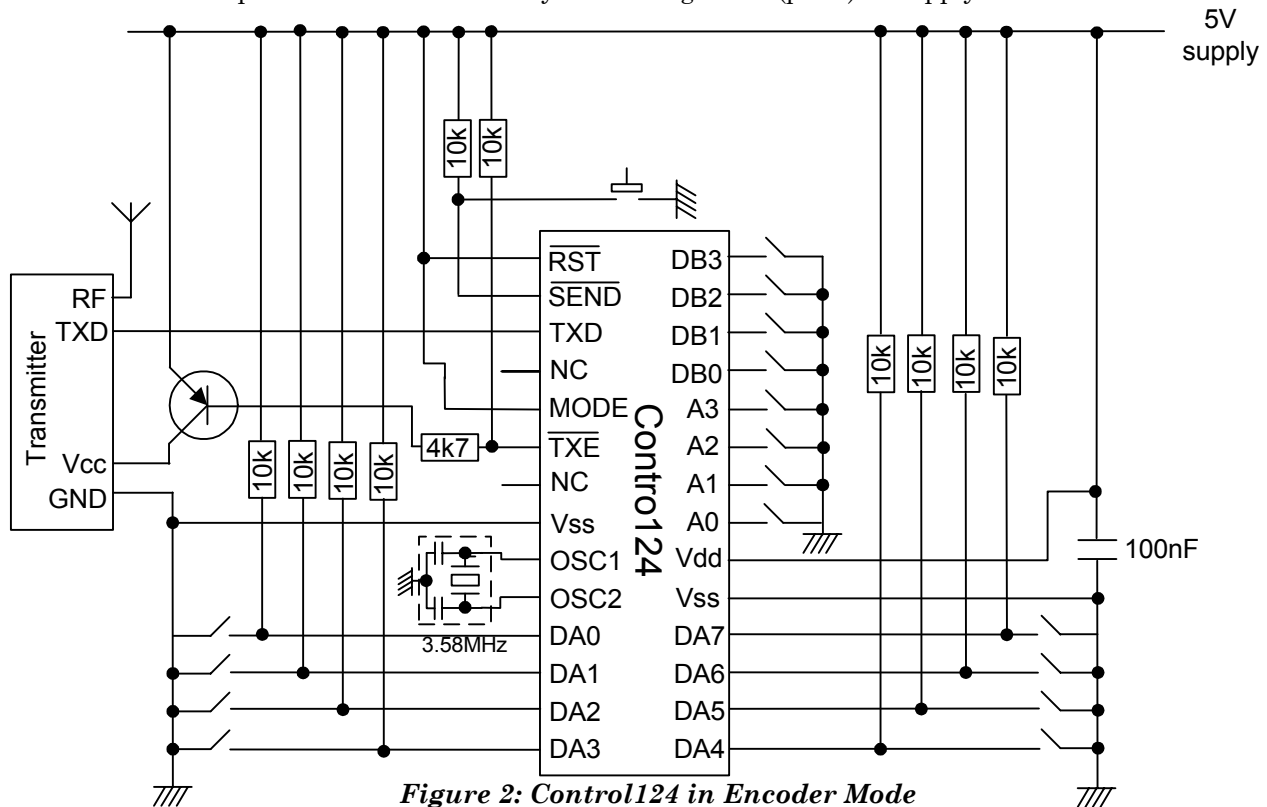 5V
supply
10k
10k
RF
TXD
Transmitter
Vcc
GND
10k
10k
10k
10k
4k7
3.58MHz
RST
SEND
TXD
NC
MODE
TXE
NC
Vss
OSC1
OSC2
DA0
DA1
DA2
DA3
Contro124
DB3
DB2
DB1
DB0
A3
A2
A1
A0
Vdd
Vss
DA7
DA6
DA5
DA4
10k
10k
10k
10k
100nF
Figure 2: Control124 in Encoder Mode